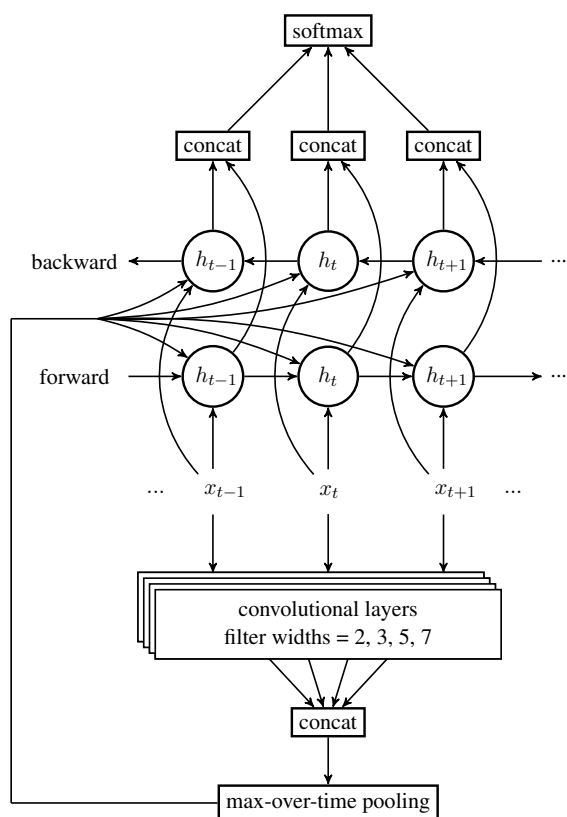 softmax
concat concat concat
backward h_{t−1} h_t h_{t+1} ...
forward h_{t−1} h_t h_{t+1} ...
... x_{t−1} x_t x_{t+1} ...
convolutional layers
filter widths = 2, 3, 5, 7
concat
max-over-time pooling